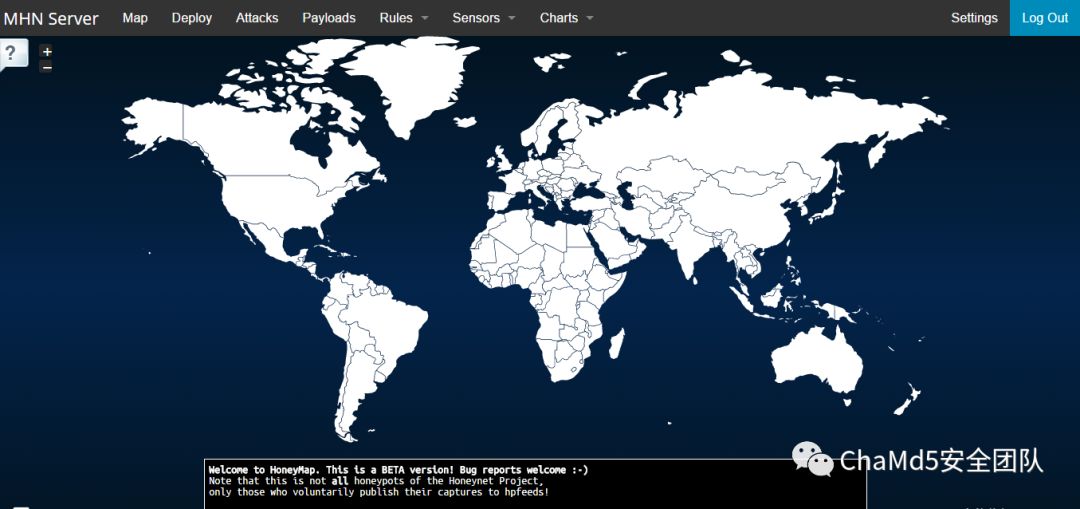 MHN Server Map Deploy Attacks Payloads Rules Sensors Charts Settings Log Out
?
+
−
Welcome to HoneyMap. This is a BETA version! Bug reports welcome :-)
Note that this is not all honeypots of the Honeynet Project,
only those who voluntarily publish their captures to hpfeeds!
ChaMd5安全团队